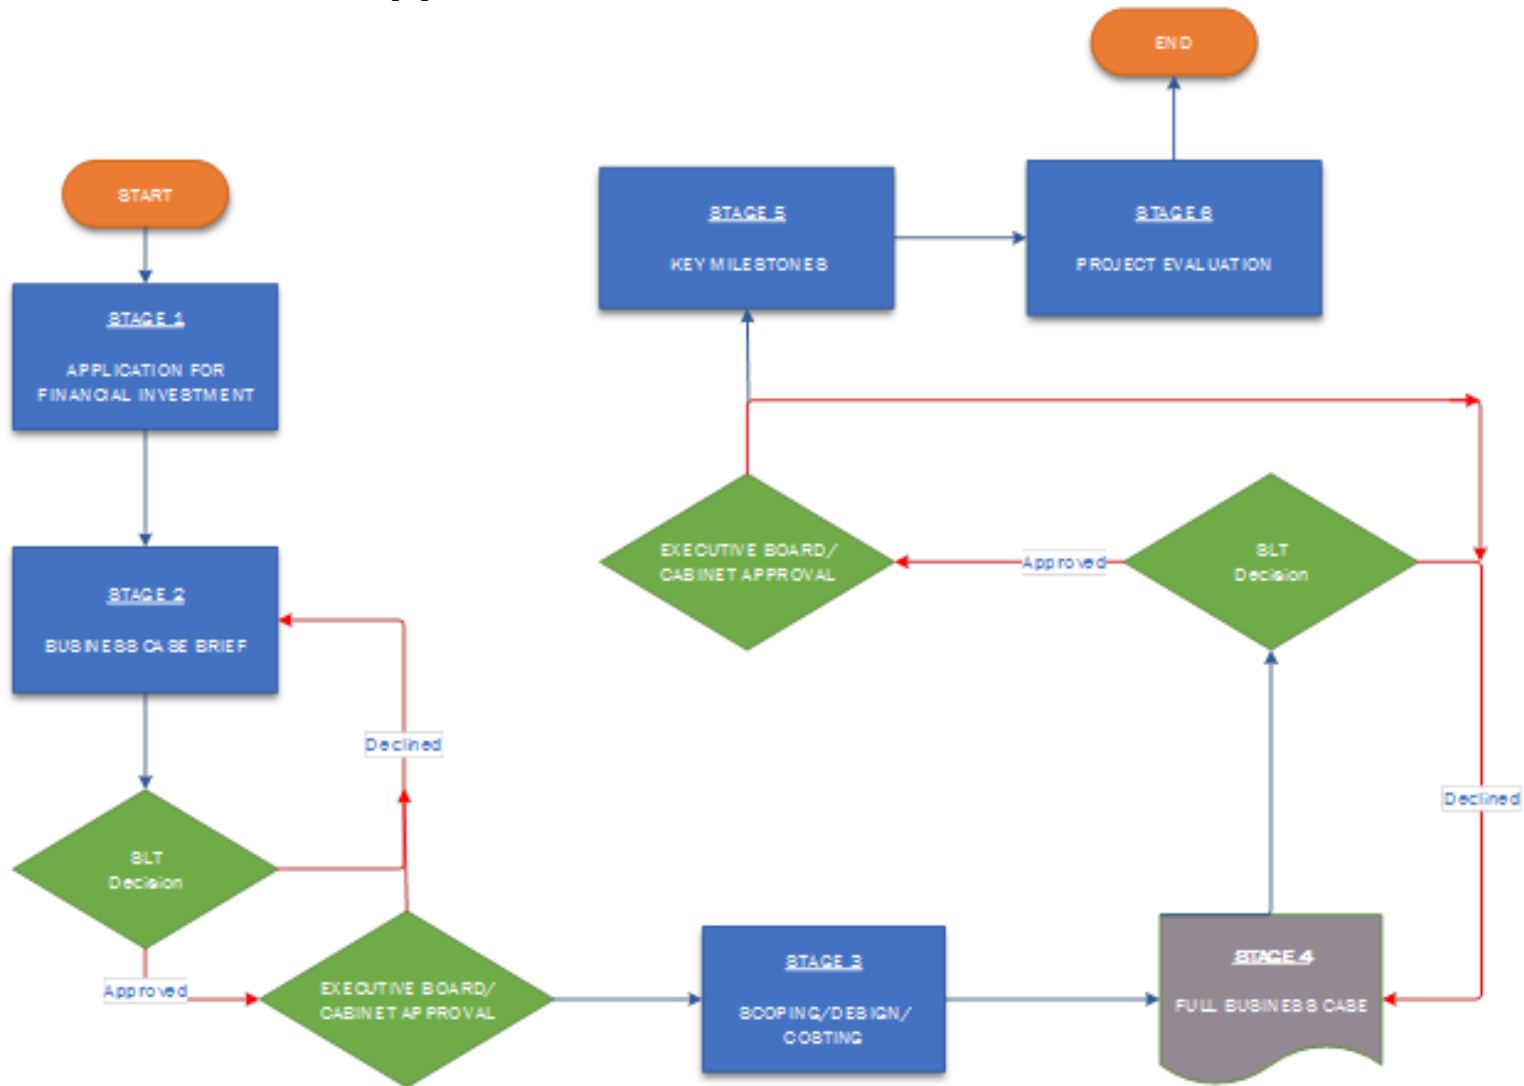 START
STAGE 1
APPLICATION FOR
FINANCIAL INVESTMENT
STAGE 2
BUSINESS CASE BRIEF
Declined
SLT
Decision
Approved
EXECUTIVE BOARD/
CABINET APPROVAL
STAGE 3
SCOPING/DESIGN/
COSTING
STAGE 4
FULL BUSINESS CASE
Declined
SLT
Decision
Approved
EXECUTIVE BOARD/
CABINET APPROVAL
STAGE 5
KEY MILESTONES
STAGE 6
PROJECT EVALUATION
END